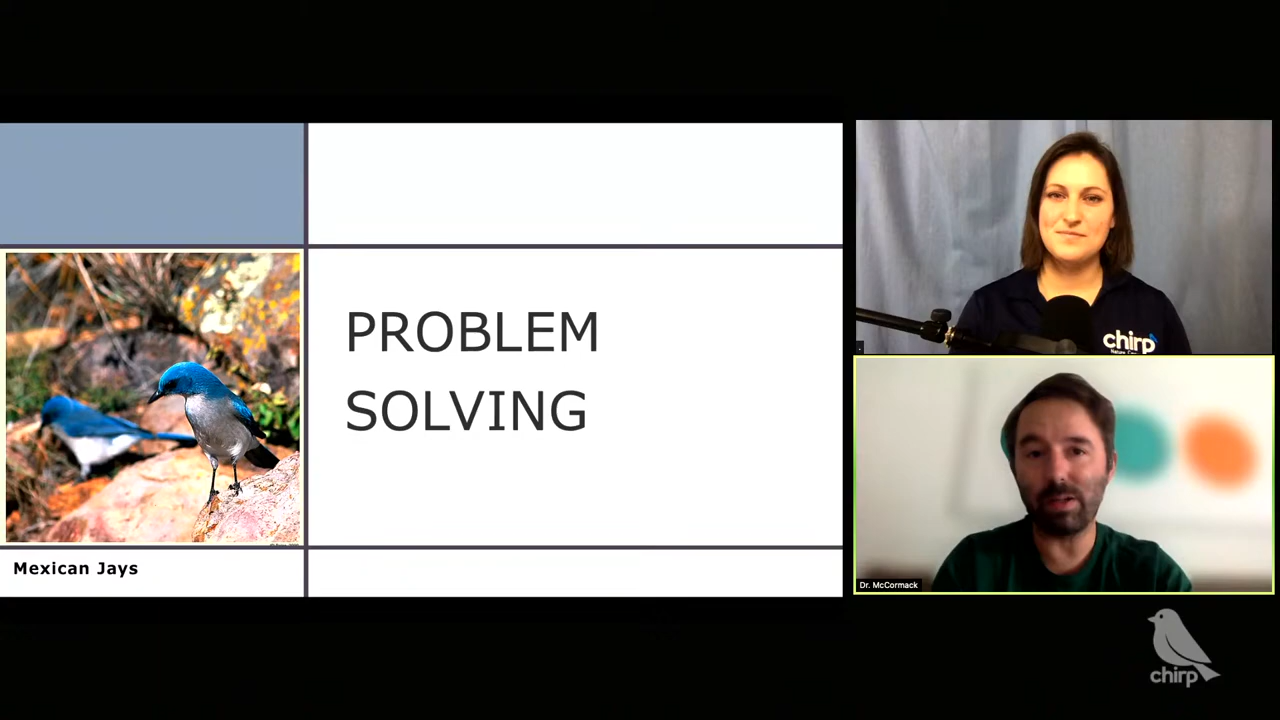 PROBLEM
SOLVING
Mexican Jays
chirp
Dr. McCormack
chirp